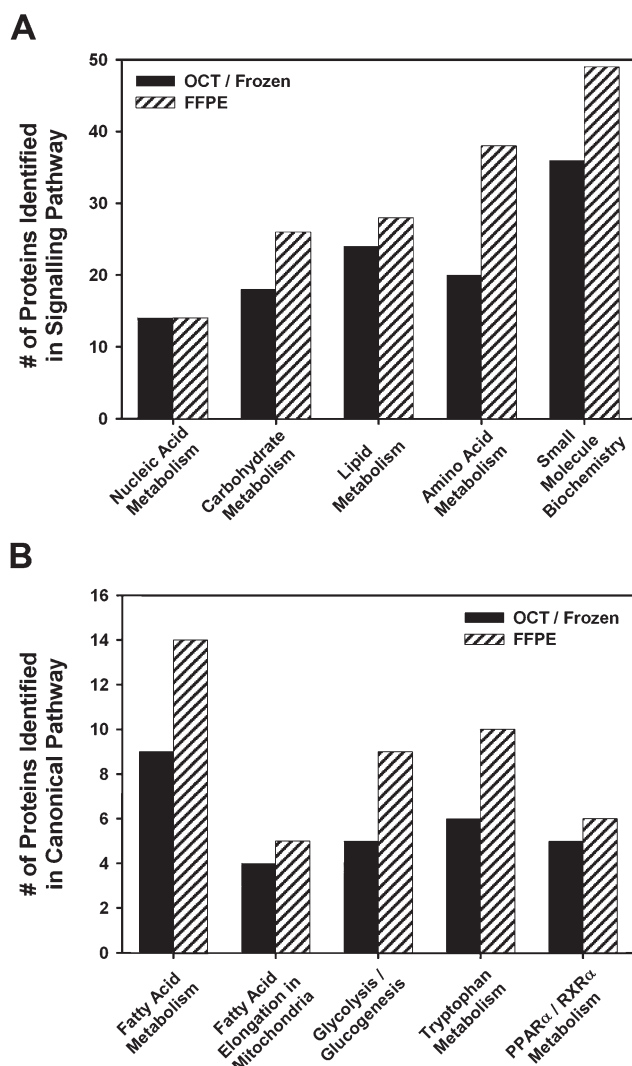 A
# of Proteins Identified
in Signalling Pathway
50
40
30
20
10
0
OCT / Frozen
FFPE
Nucleic Acid
Metabolism
Carbohydrate
Metabolism
Lipid
Metabolism
Amino Acid
Metabolism
Small
Molecule
Biochemistry
B
# of Proteins Identified
in Canonical Pathway
16
14
12
10
8
6
4
2
0
OCT / Frozen
FFPE
Fatty Acid
Metabolism
Fatty Acid
Elongation in
Mitochondria
Glycolysis /
Glucogenesis
Tryptophan
Metabolism
PPARα / RXRα
Metabolism